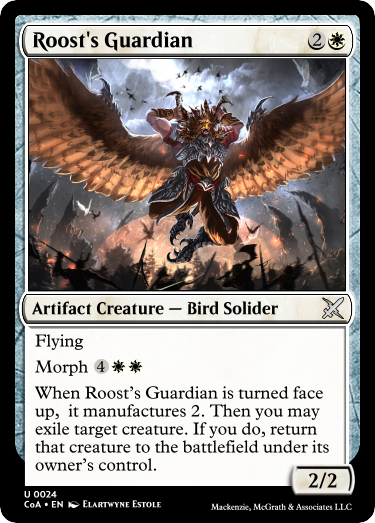 Roost's Guardian 2
Artifact Creature — Bird Solider
Flying
Morph 4
When Roost's Guardian is turned face
up,  it manufactures 2. Then you may
exile target creature. If you do, return
that creature to the battlefield under its
owner's control.
2/2
U 0024
CoA • EN Elartwyne Estole
Mackenzie, McGrath & Associates LLC